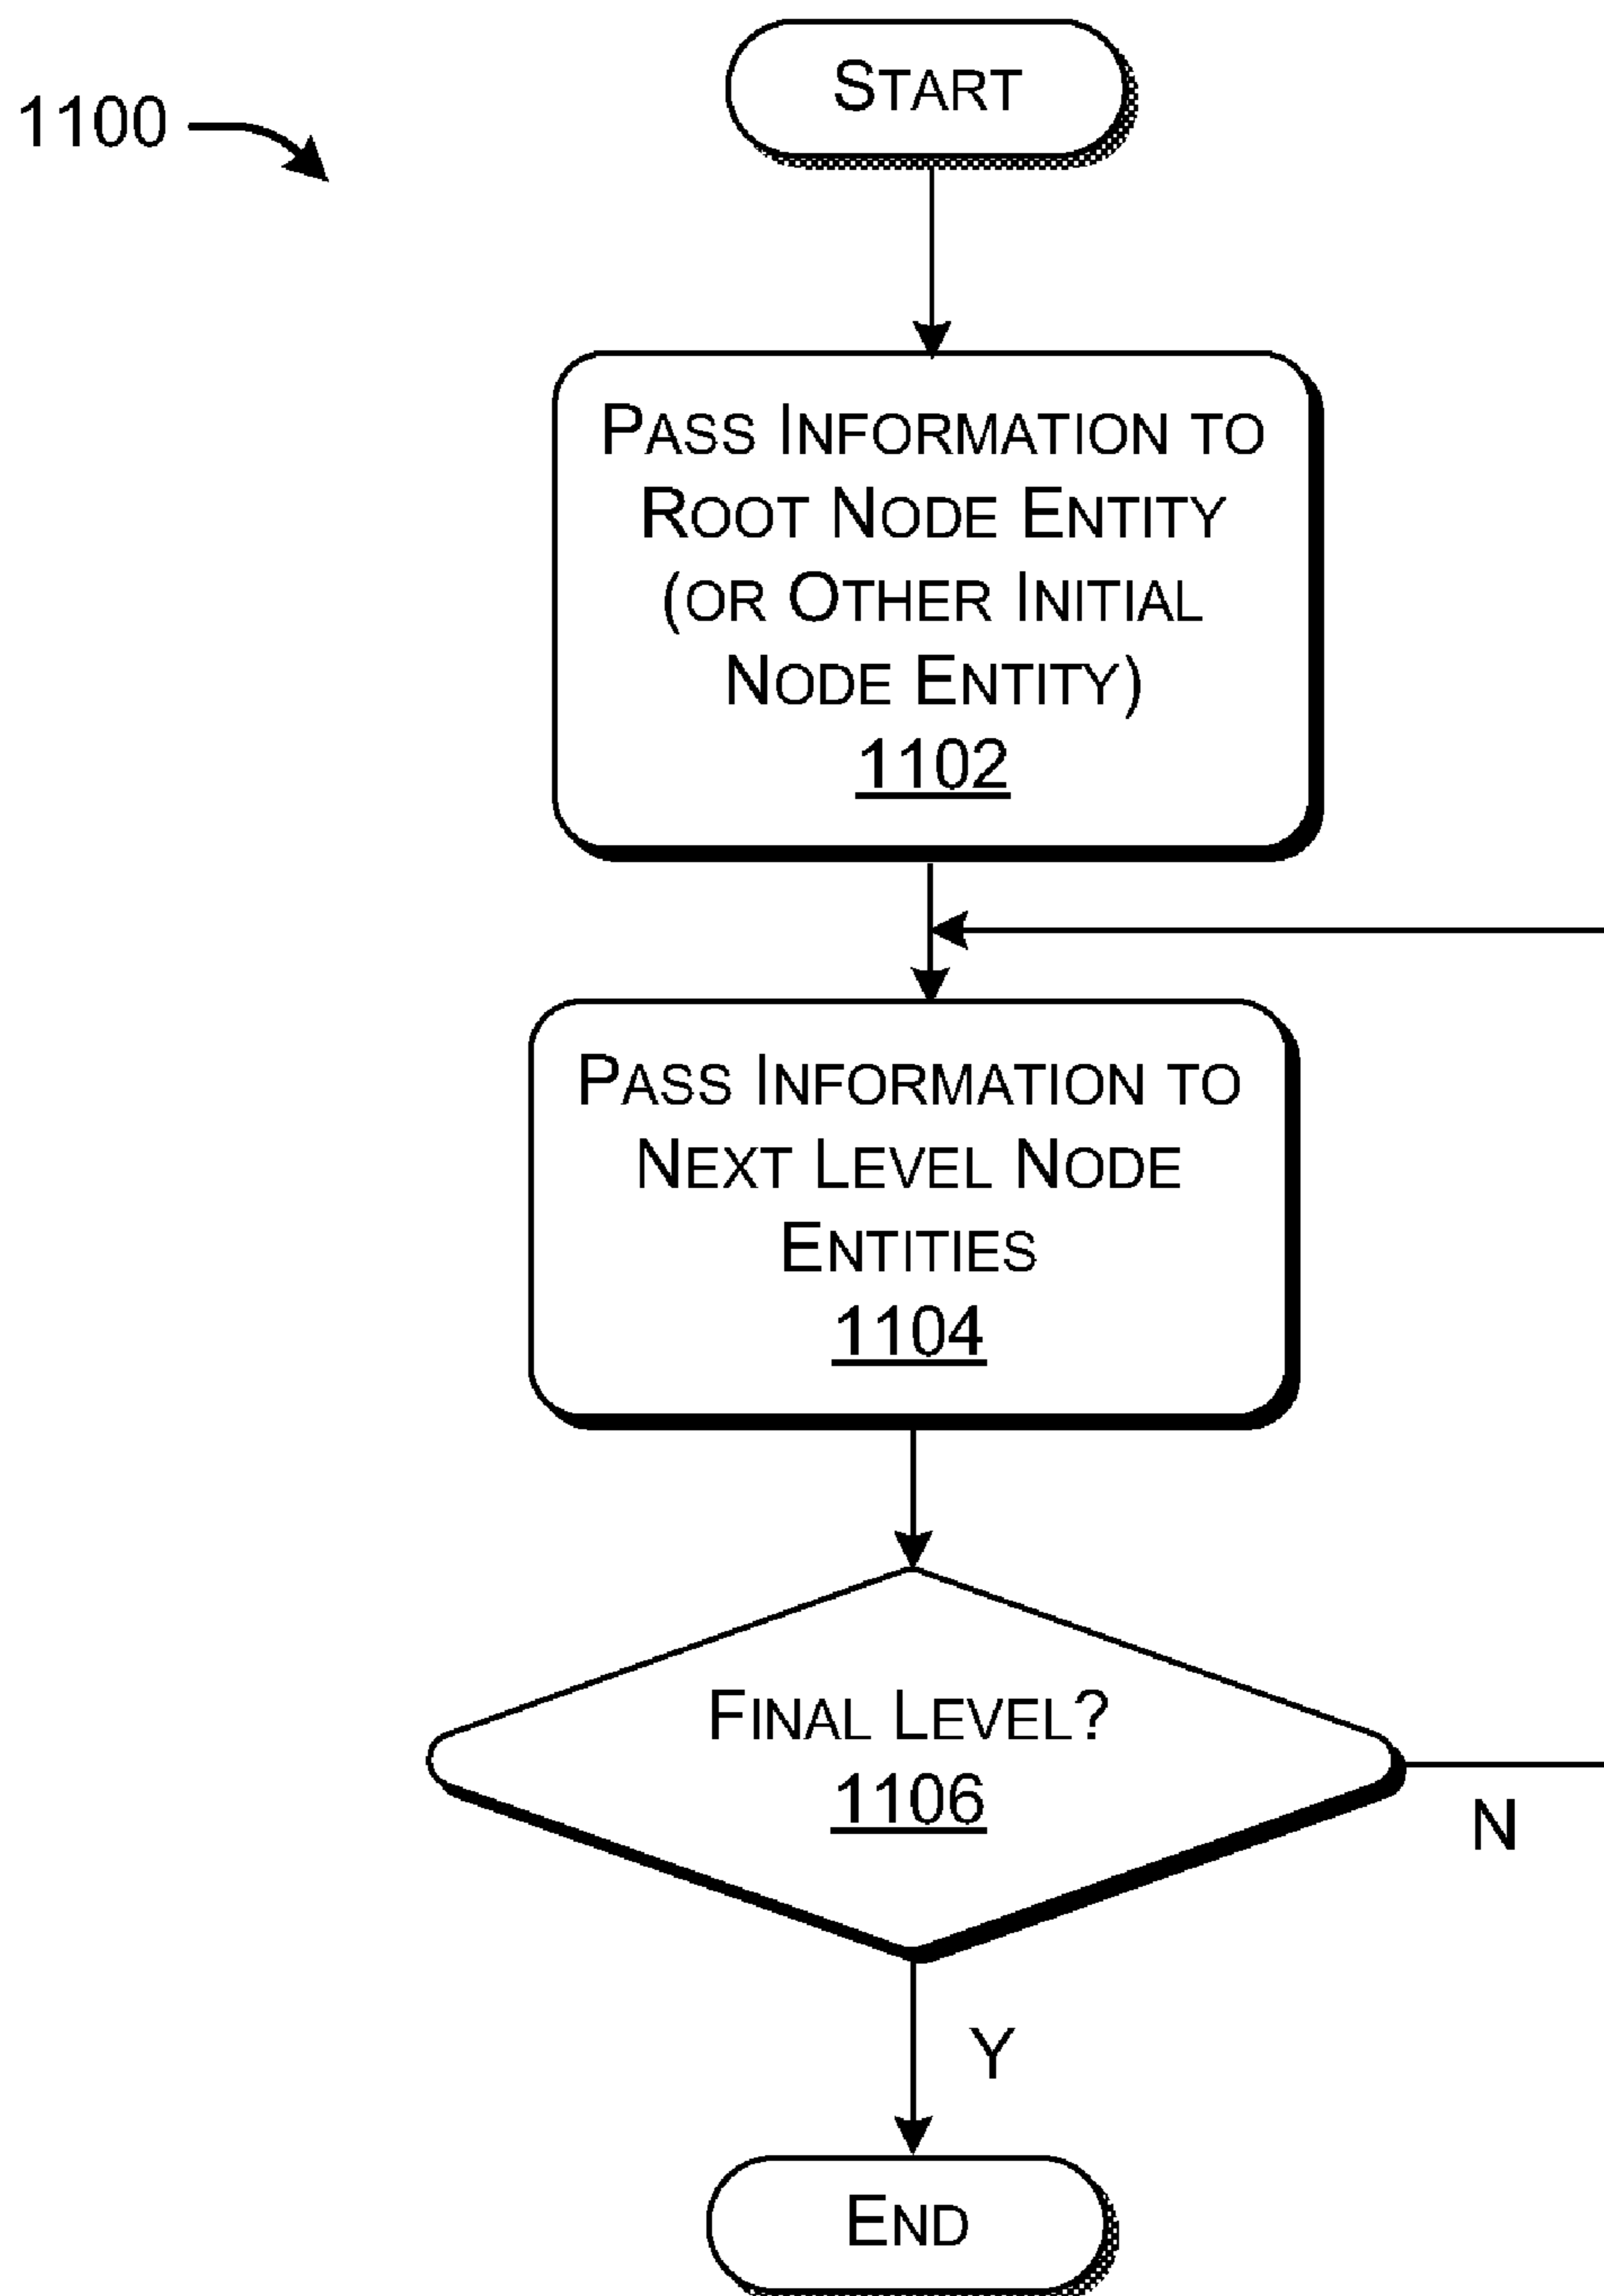 1100
START
PASS INFORMATION TO
ROOT NODE ENTITY
(OR OTHER INITIAL
NODE ENTITY)
1102
PASS INFORMATION TO
NEXT LEVEL NODE
ENTITIES
1104
FINAL LEVEL?
1106
N
Y
END